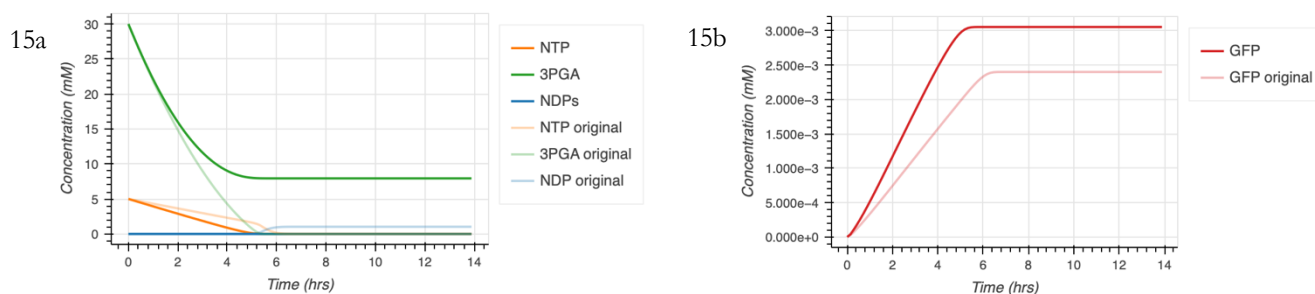 15a
Concentration (mM)
30
25
20
15
10
5
0
0 2 4 6 8 10 12 14
Time (hrs)
NTP
3PGA
NDPs
NTP original
3PGA original
NDP original
15b
Concentration (mM)
3.000e−3
2.500e−3
2.000e−3
1.500e−3
1.000e−3
5.000e−4
0.000e+0
0 2 4 6 8 10 12 14
Time (hrs)
GFP
GFP original